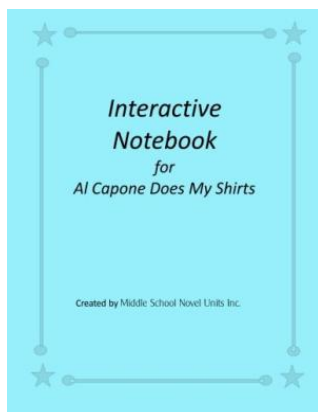 Interactive
Notebook
for
Al Capone Does My Shirts
Created by Middle School Novel Units Inc.